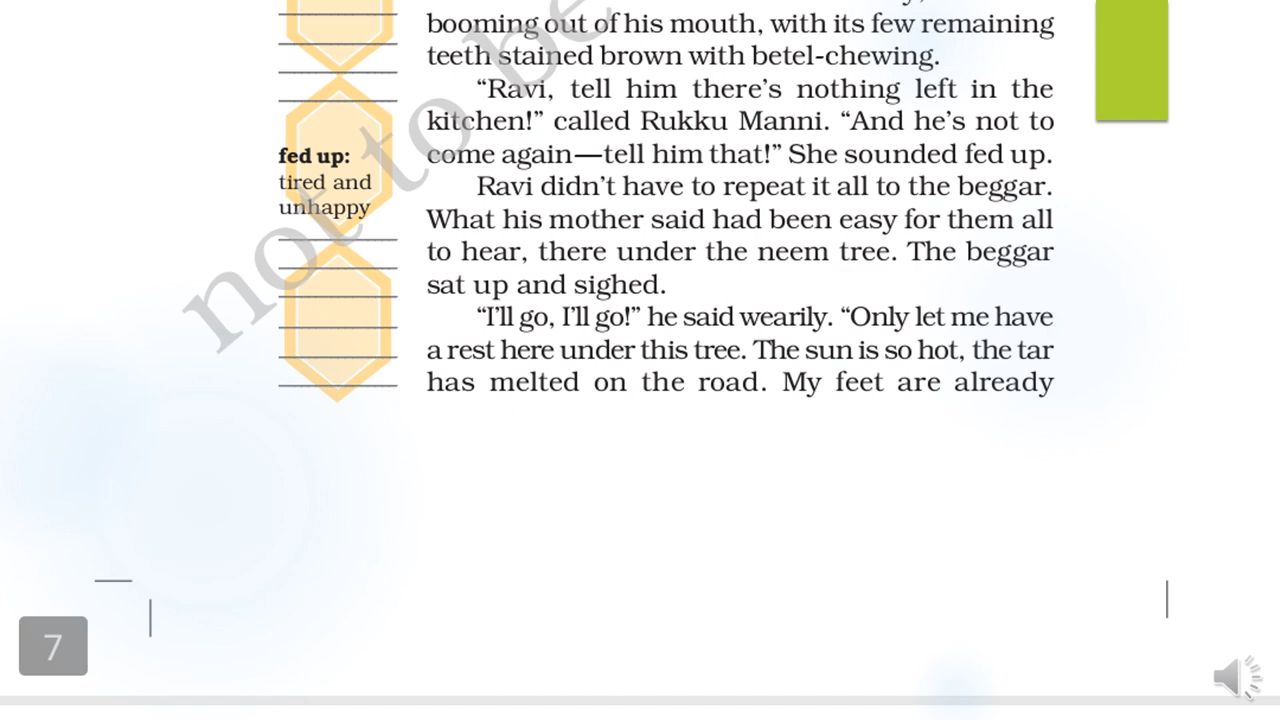 booming out of his mouth, with its few remaining
teeth stained brown with betel-chewing.
“Ravi, tell him there’s nothing left in the
kitchen!” called Rukku Manni. “And he’s not to
come again—tell him that!” She sounded fed up.
fed up:
tired and
unhappy
Ravi didn’t have to repeat it all to the beggar.
What his mother said had been easy for them all
to hear, there under the neem tree. The beggar
sat up and sighed.
“I’ll go, I’ll go!” he said wearily. “Only let me have
a rest here under this tree. The sun is so hot, the tar
has melted on the road. My feet are already
not to be
7